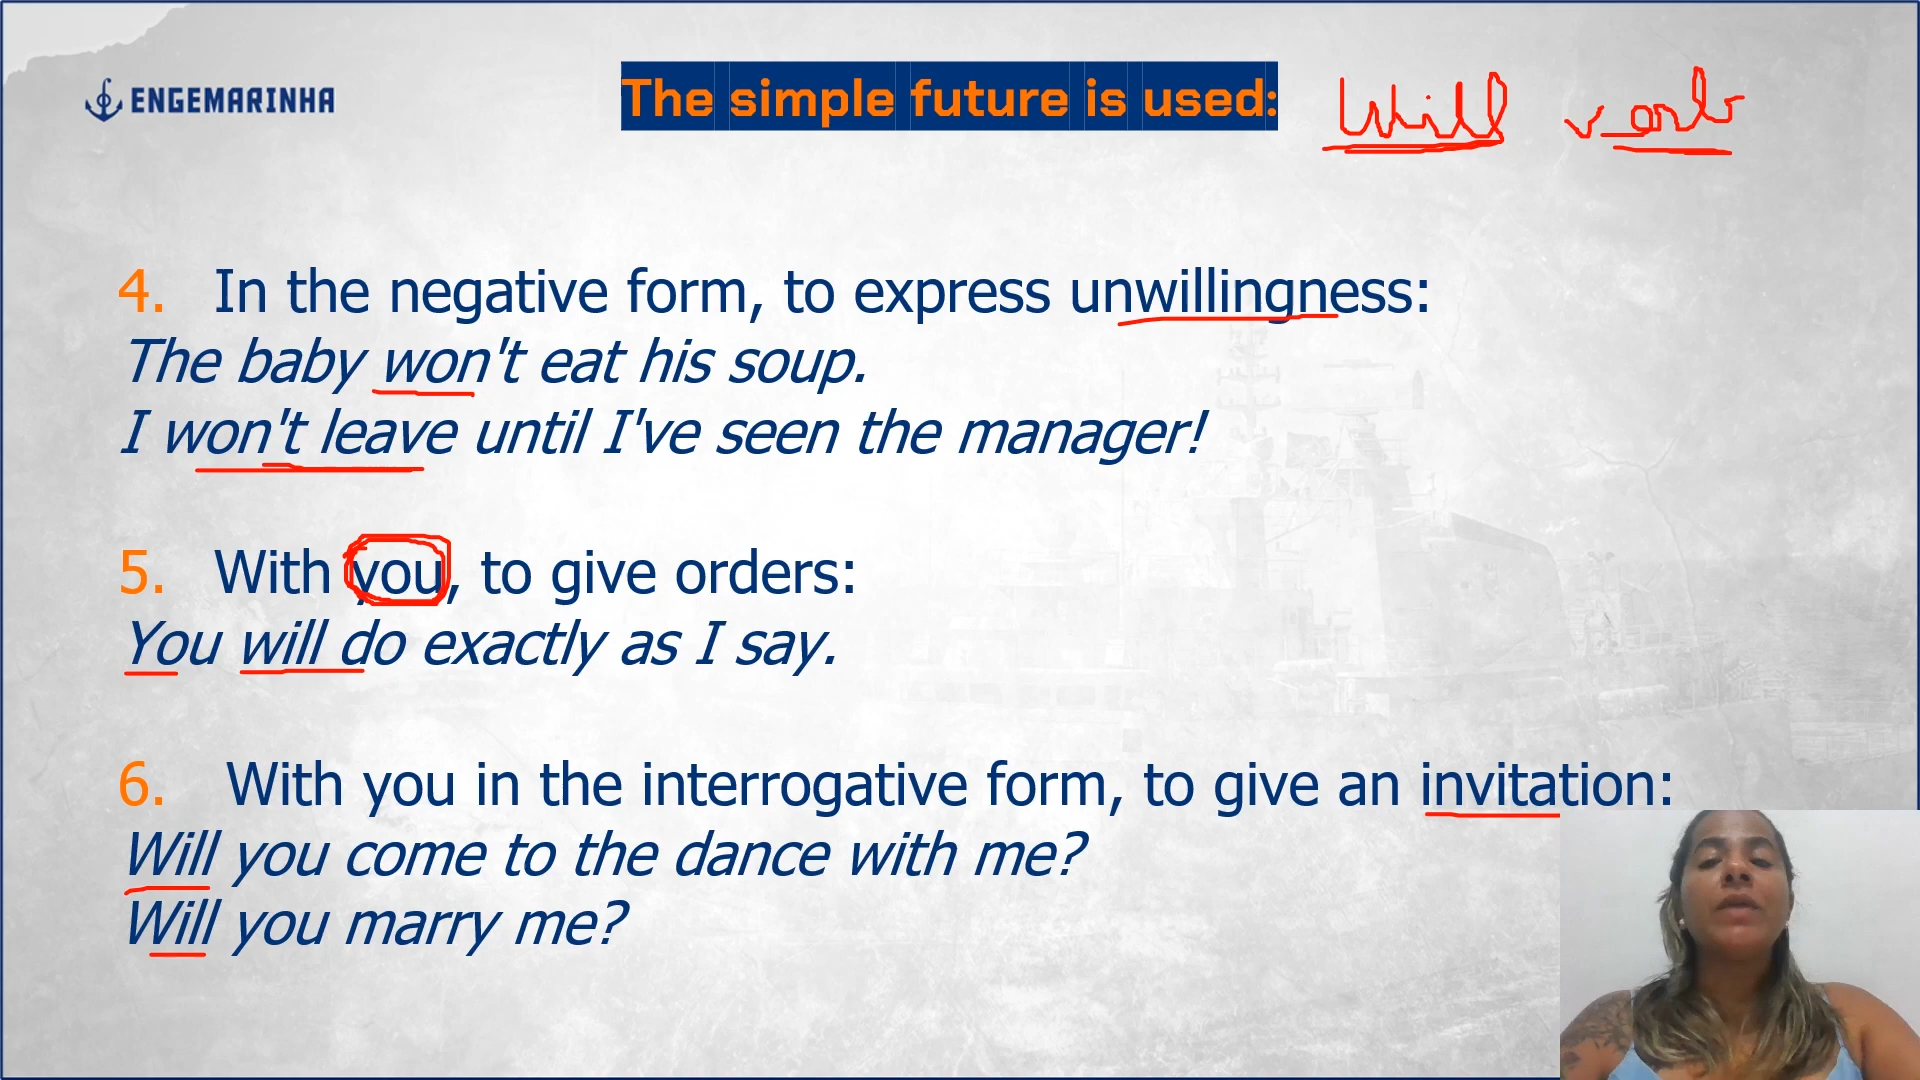 ENGEMARINHA
The simple future is used:
Will verb
4. In the negative form, to express unwillingness:
The baby won't eat his soup.
I won't leave until I've seen the manager!
5. With you, to give orders:
You will do exactly as I say.
6. With you in the interrogative form, to give an invitation:
Will you come to the dance with me?
Will you marry me?